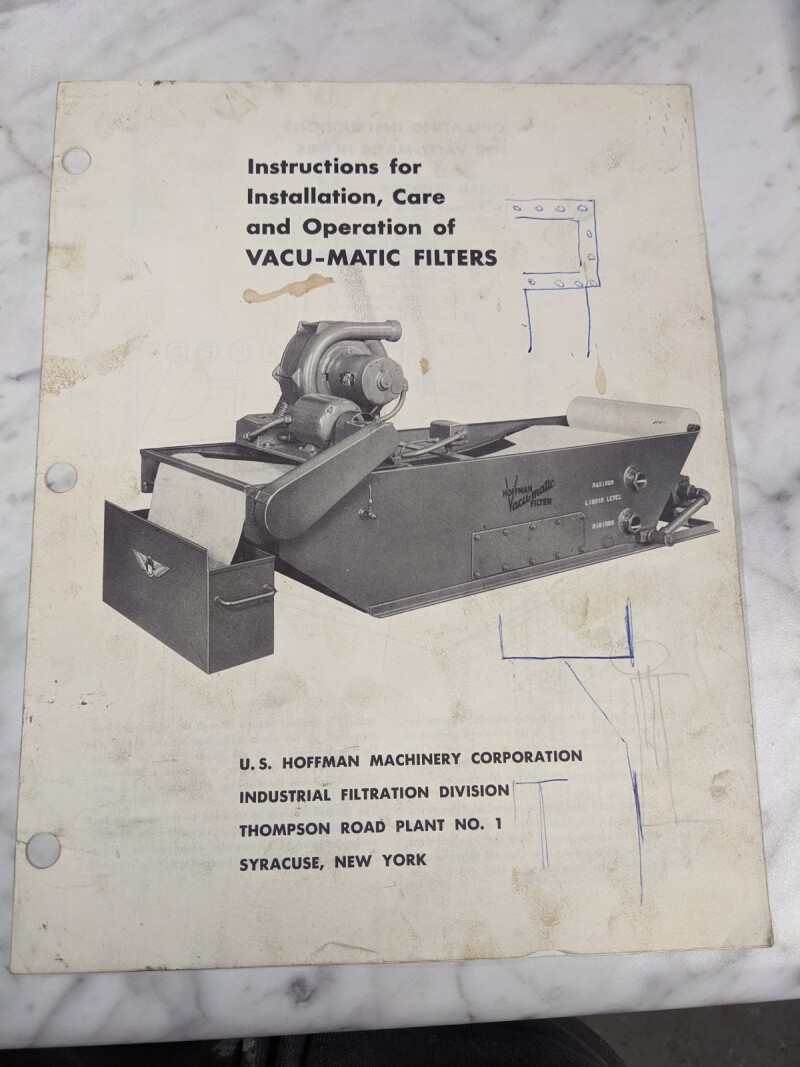 Instructions for
Installation, Care
and Operation of
VACU-MATIC FILTERS
HOFFMAN
Vacu-matic
FILTER
MAXIMUM
LIQUID LEVEL
MINIMUM
U.S. HOFFMAN MACHINERY CORPORATION
INDUSTRIAL FILTRATION DIVISION
THOMPSON ROAD PLANT NO. 1
SYRACUSE, NEW YORK